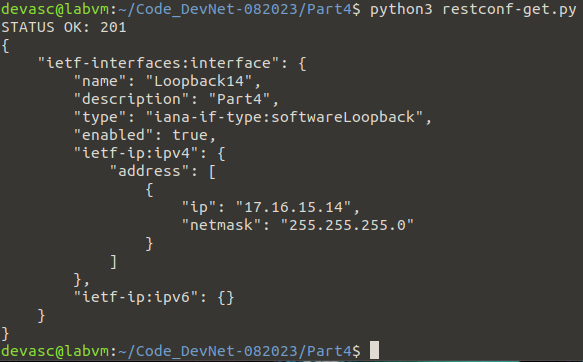 devasc@labvm:~/Code_DevNet-082023/Part4$ python3 restconf-get.py
STATUS OK: 201
{
    "ietf-interfaces:interface": {
        "name": "Loopback14",
        "description": "Part4",
        "type": "iana-if-type:softwareLoopback",
        "enabled": true,
        "ietf-ip:ipv4": {
            "address": [
                {
                    "ip": "17.16.15.14",
                    "netmask": "255.255.255.0"
                }
            ]
        },
        "ietf-ip:ipv6": {}
    }
}
devasc@labvm:~/Code_DevNet-082023/Part4$